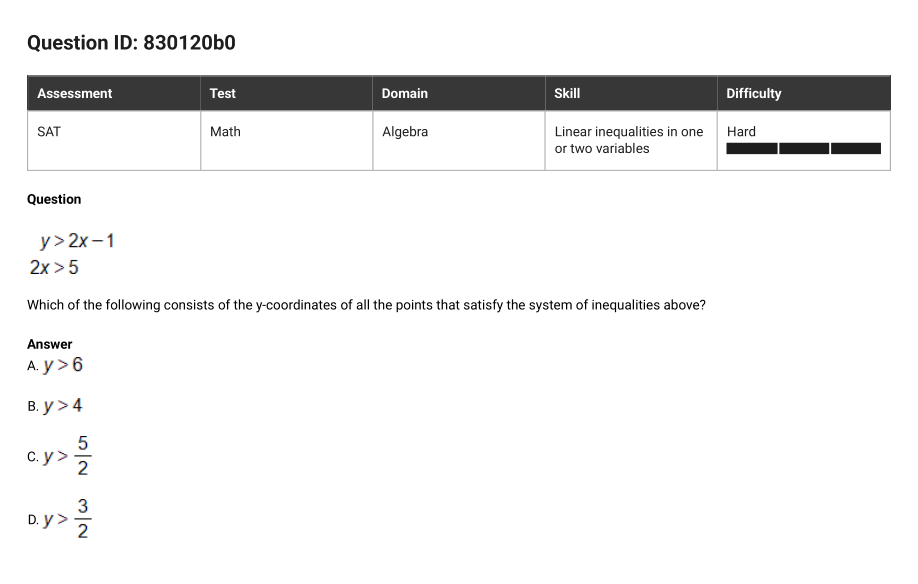 Question ID: 830120b0
Assessment Test Domain Skill Difficulty
SAT Math Algebra Linear inequalities in one or two variables Hard
Question
y > 2x − 1
2x > 5
Which of the following consists of the y-coordinates of all the points that satisfy the system of inequalities above?
Answer
A. y > 6
B. y > 4
C. y > 5/2
D. y > 3/2